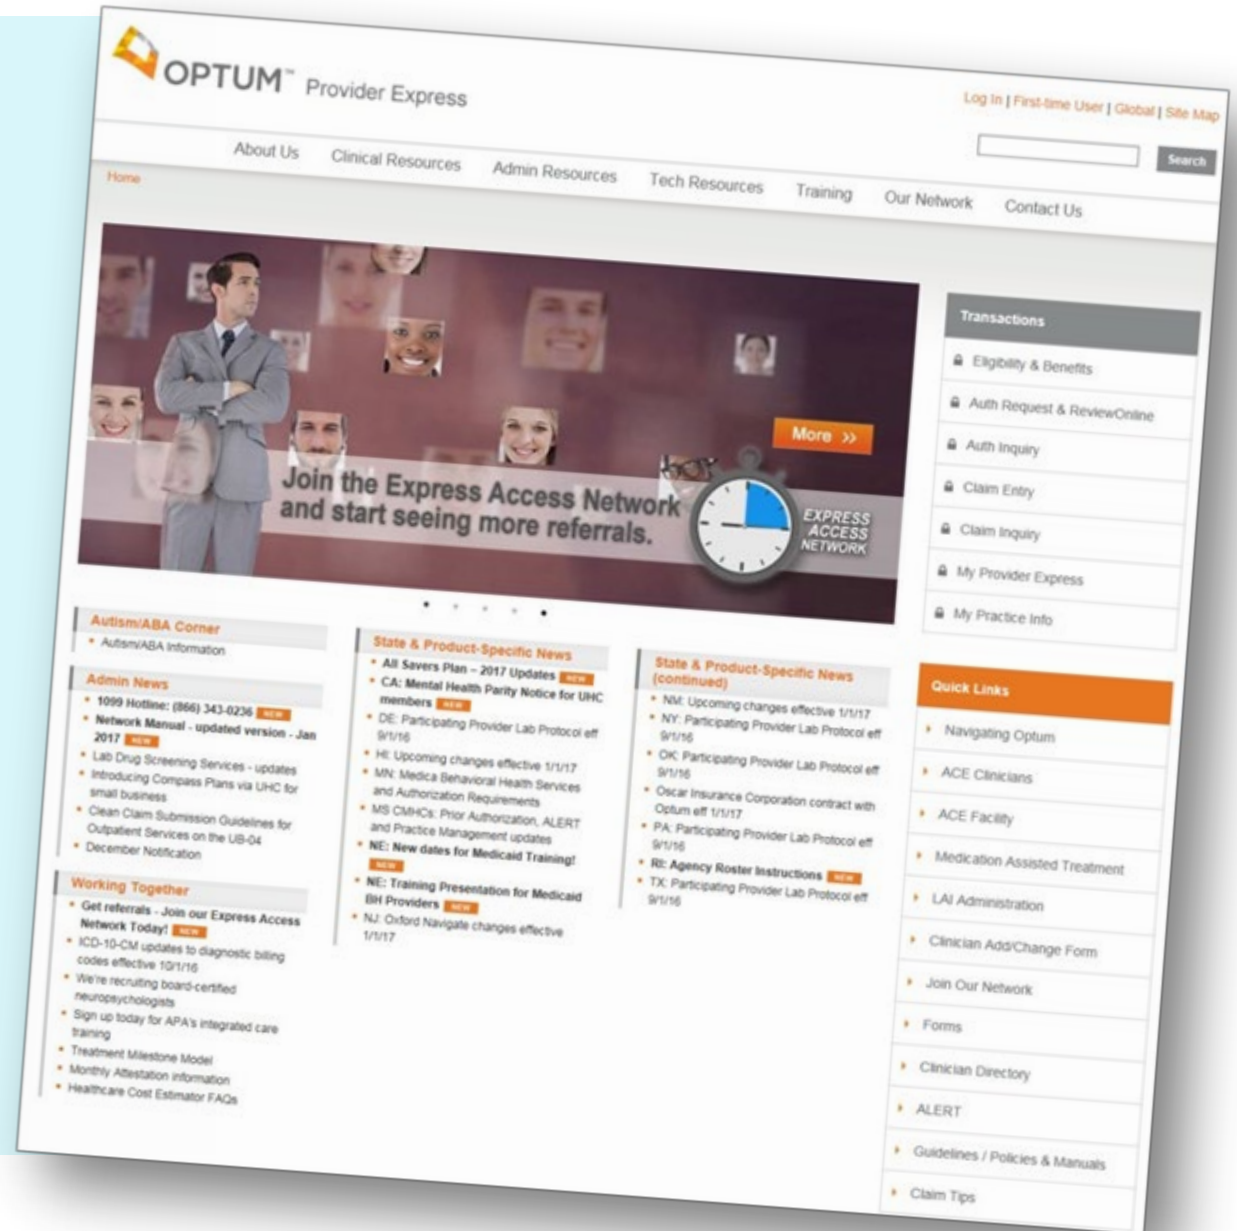 OPTUM™ Provider Express
Log In | First-time User | Global | Site Map
Search
About Us Clinical Resources Admin Resources Tech Resources Training Our Network Contact Us
Home
More >>
Join the Express Access Network
and start seeing more referrals.
EXPRESS
ACCESS
NETWORK
Autism/ABA Corner
• Autism/ABA Information
Admin News
• 1099 Hotline: (866) 343-0236 NEW
• Network Manual - updated version - Jan
2017 NEW
• Lab Drug Screening Services - updates
• Introducing Compass Plans via UHC for
small business
• Clean Claim Submission Guidelines for
Outpatient Services on the UB-04
• December Notification
Working Together
• Get referrals - Join our Express Access
Network Today! NEW
• ICD-10-CM updates to diagnostic billing
codes effective 10/1/16
• We're recruiting board-certified
neuropsychologists
• Sign up today for APA's integrated care
training
• Treatment Milestone Model
• Monthly Attestation information
• Healthcare Cost Estimator FAQs
State & Product-Specific News
• All Savers Plan – 2017 Updates NEW
• CA: Mental Health Parity Notice for UHC
members NEW
• DE: Participating Provider Lab Protocol eff
9/1/16
• HI: Upcoming changes effective 1/1/17
• MN: Medica Behavioral Health Services
and Authorization Requirements
• MS CMHCs: Prior Authorization, ALERT
and Practice Management updates
• NE: New dates for Medicaid Training!
NEW
• NE: Training Presentation for Medicaid
BH Providers NEW
• NJ: Oxford Navigate changes effective
1/1/17
State & Product-Specific News
(continued)
• NM: Upcoming changes effective 1/1/17
• NY: Participating Provider Lab Protocol eff
9/1/16
• OK: Participating Provider Lab Protocol eff
9/1/16
• Oscar Insurance Corporation contract with
Optum eff 1/1/17
• PA: Participating Provider Lab Protocol eff
9/1/16
• RI: Agency Roster Instructions NEW
• TX: Participating Provider Lab Protocol eff
9/1/16
Transactions
Eligibility & Benefits
Auth Request & ReviewOnline
Auth Inquiry
Claim Entry
Claim Inquiry
My Provider Express
My Practice Info
Quick Links
Navigating Optum
ACE Clinicians
ACE Facility
Medication Assisted Treatment
LAI Administration
Clinician Add/Change Form
Join Our Network
Forms
Clinician Directory
ALERT
Guidelines / Policies & Manuals
Claim Tips